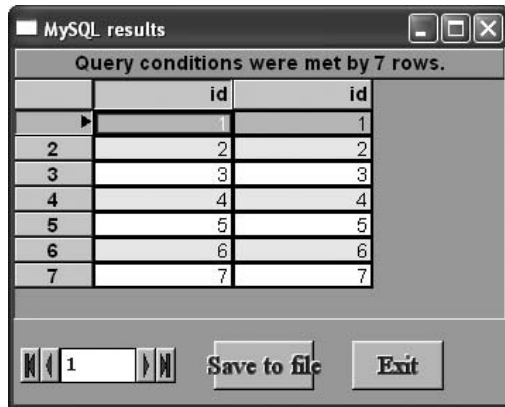 MySQL results
Query conditions were met by 7 rows.
id id
1 1
2 2 2
3 3 3
4 4 4
5 5 5
6 6 6
7 7 7
1 Save to file Exit